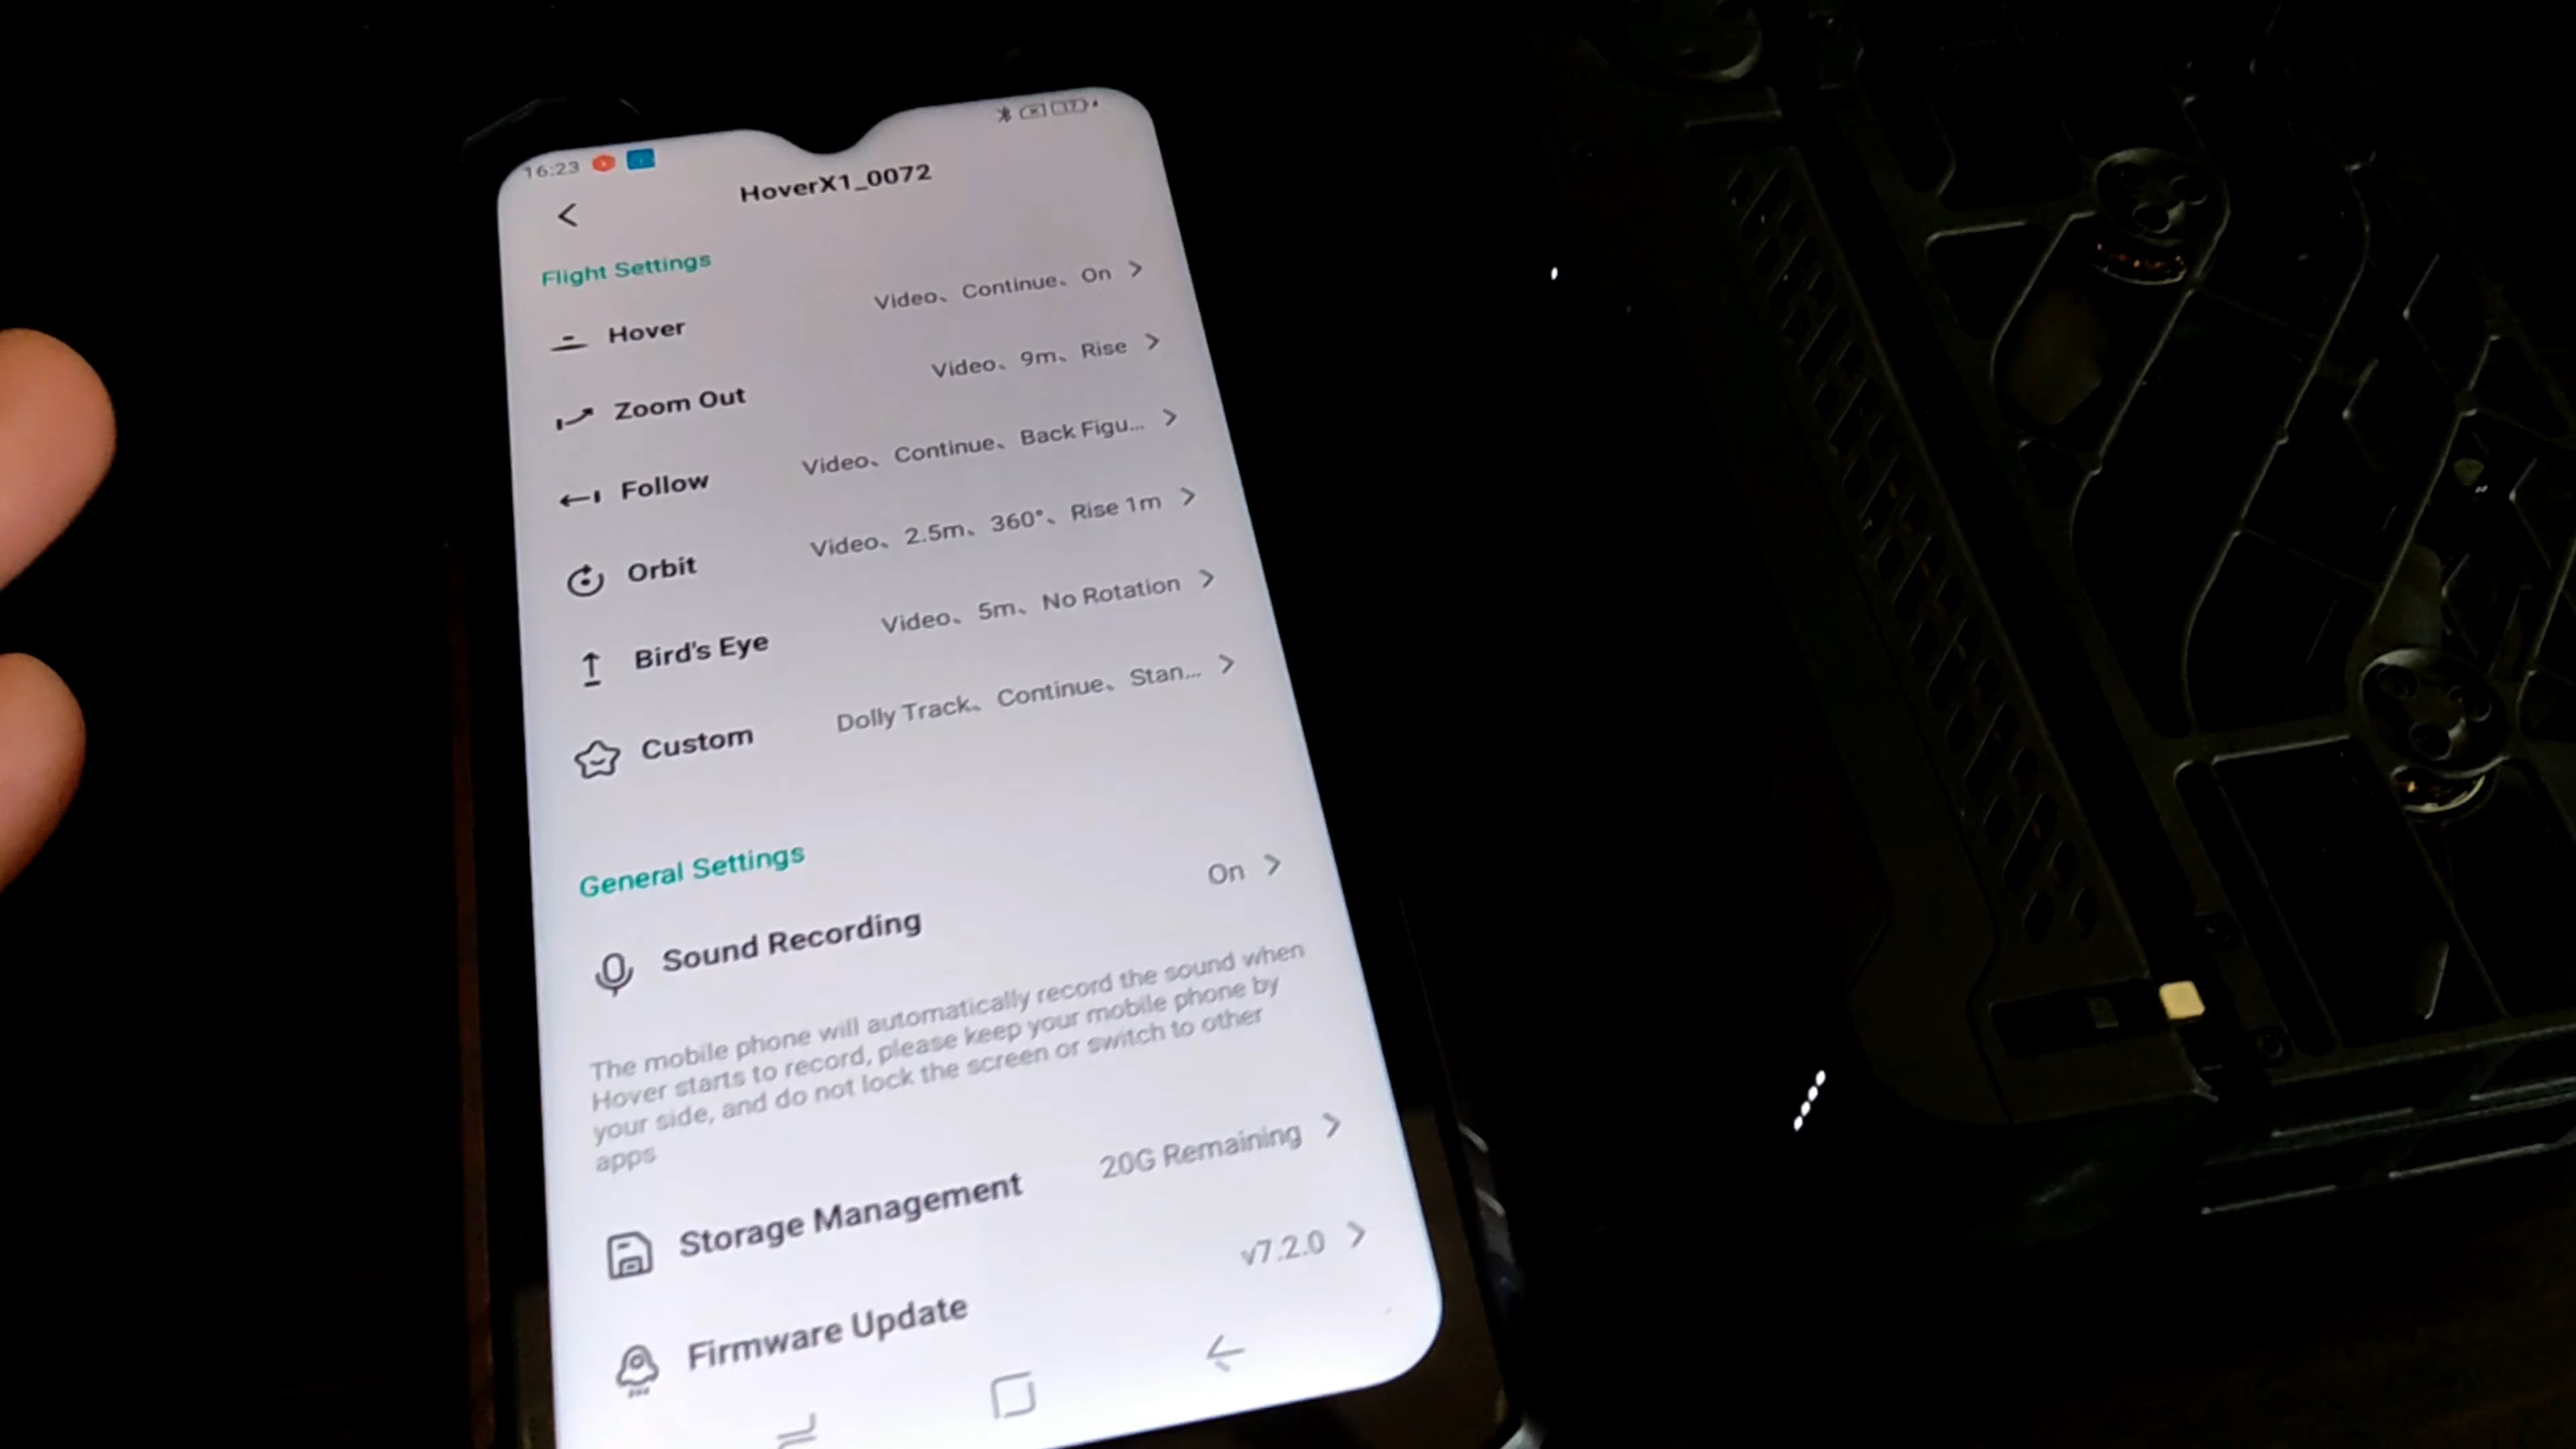 16:23
HoverX1_0072
Flight Settings
Hover Video、Continue、On
Zoom Out Video、9m、Rise
Follow Video、Continue、Back Figu...
Orbit Video、2.5m、360°、Rise 1m
Bird's Eye Video、5m、No Rotation
Custom Dolly Track、Continue、Stan...
General Settings
Sound Recording On
The mobile phone will automatically record the sound when
Hover starts to record, please keep your mobile phone by
your side, and do not lock the screen or switch to other
apps
Storage Management 20G Remaining
Firmware Update v7.2.0